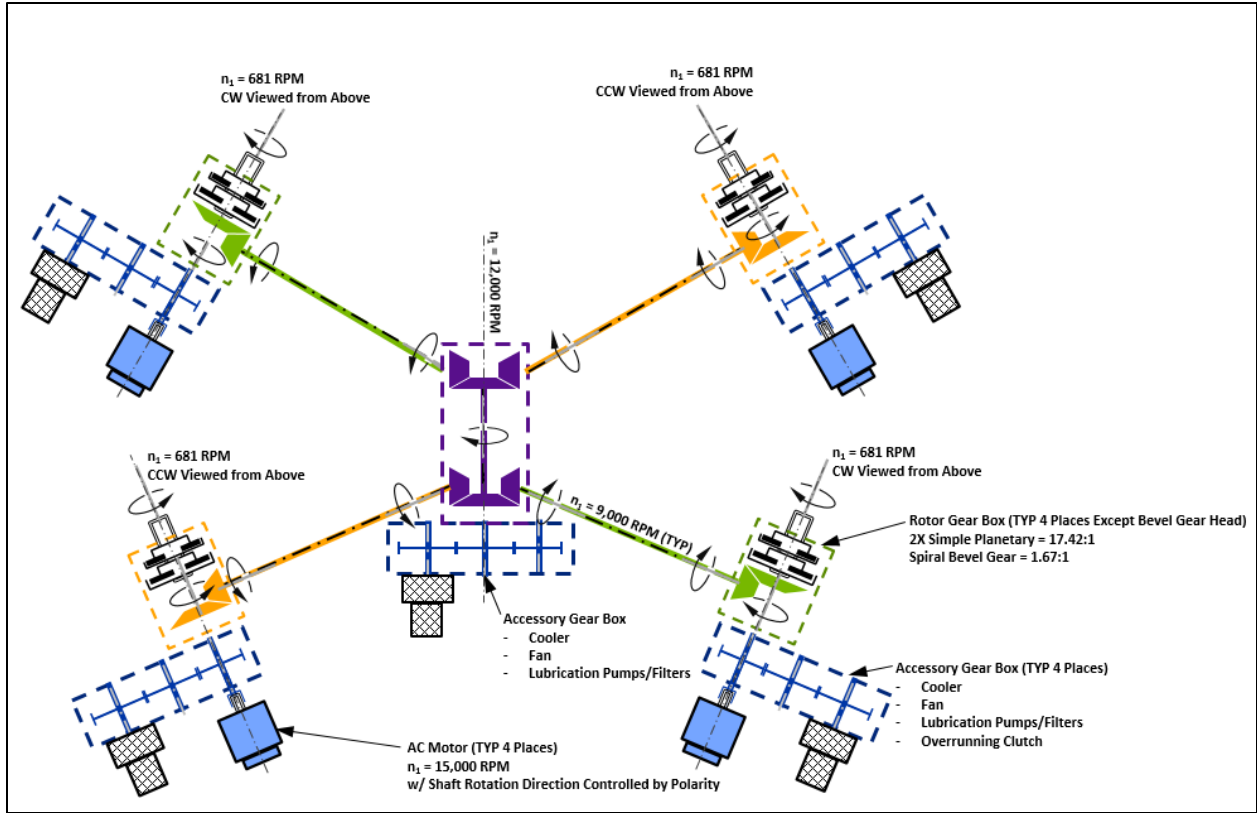 n₁ = 681 RPM
CW Viewed from Above
n₁ = 681 RPM
CCW Viewed from Above
n₁ = 12,000 RPM
n₁ = 681 RPM
CCW Viewed from Above
n₁ = 681 RPM
CW Viewed from Above
n₁ = 9,000 RPM (TYP)
Rotor Gear Box (TYP 4 Places Except Bevel Gear Head)
2X Simple Planetary = 17.42:1
Spiral Bevel Gear = 1.67:1
Accessory Gear Box
- Cooler
- Fan
- Lubrication Pumps/Filters
Accessory Gear Box (TYP 4 Places)
- Cooler
- Fan
- Lubrication Pumps/Filters
- Overrunning Clutch
AC Motor (TYP 4 Places)
n₁ = 15,000 RPM
w/ Shaft Rotation Direction Controlled by Polarity